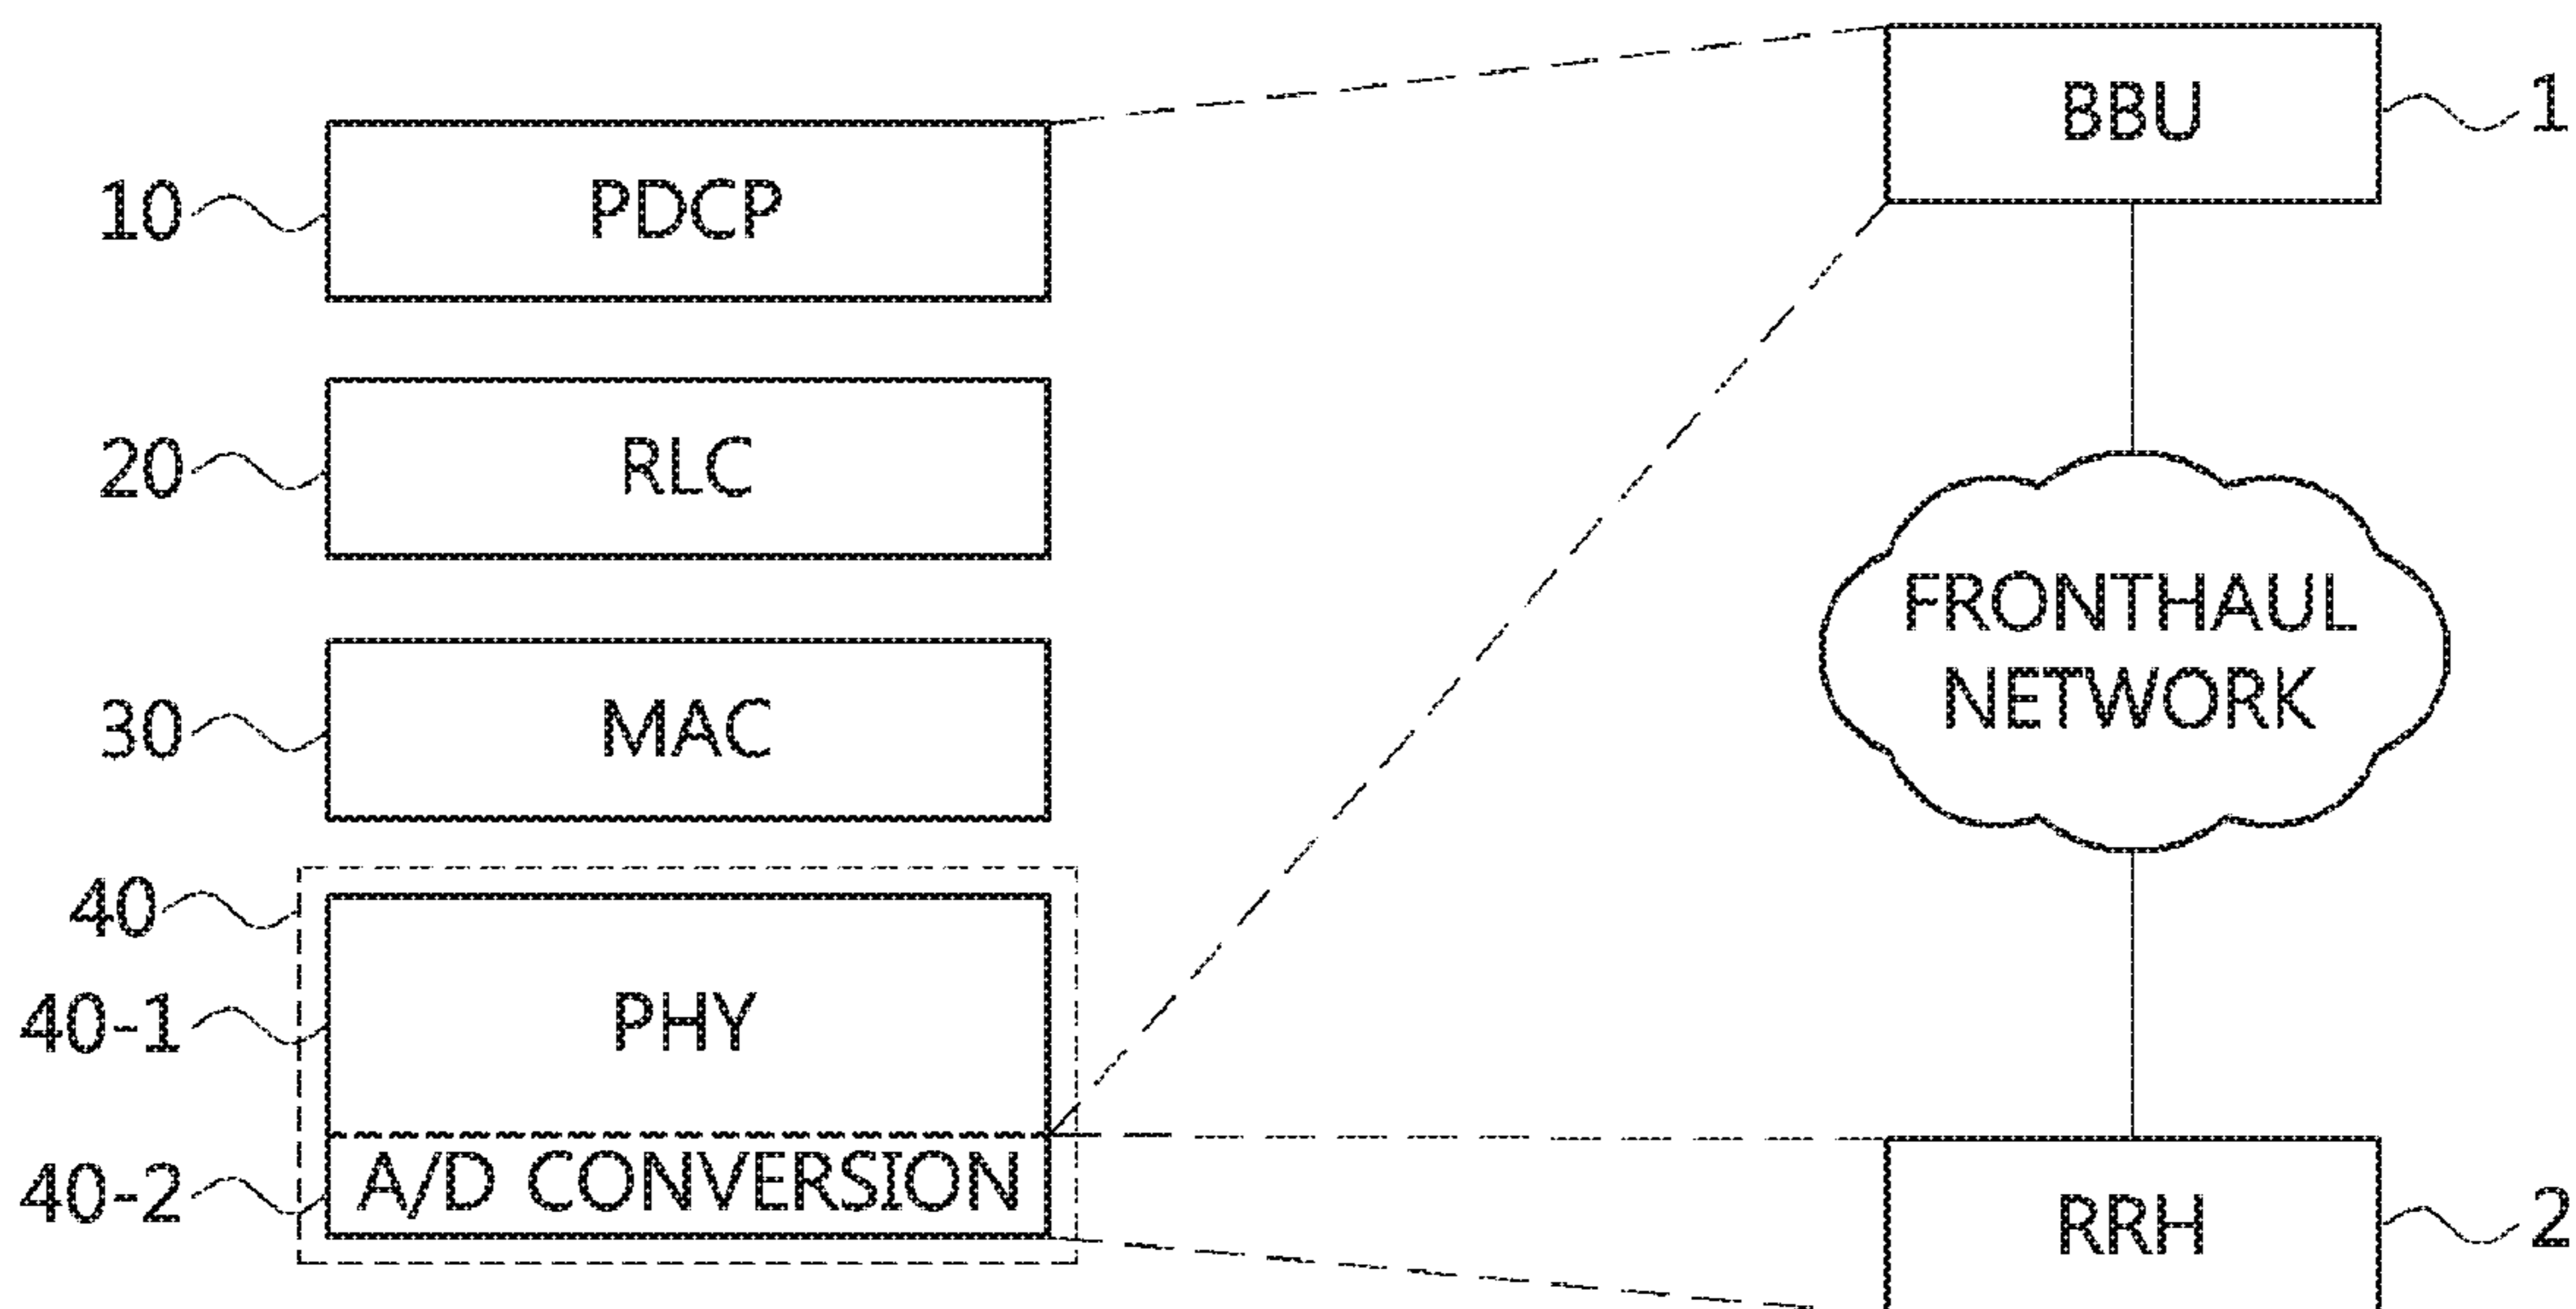 BBU
1
10
PDCP
20
RLC
FRONTHAUL
NETWORK
30
MAC
40
40-1
PHY
40-2
A/D CONVERSION
RRH
2